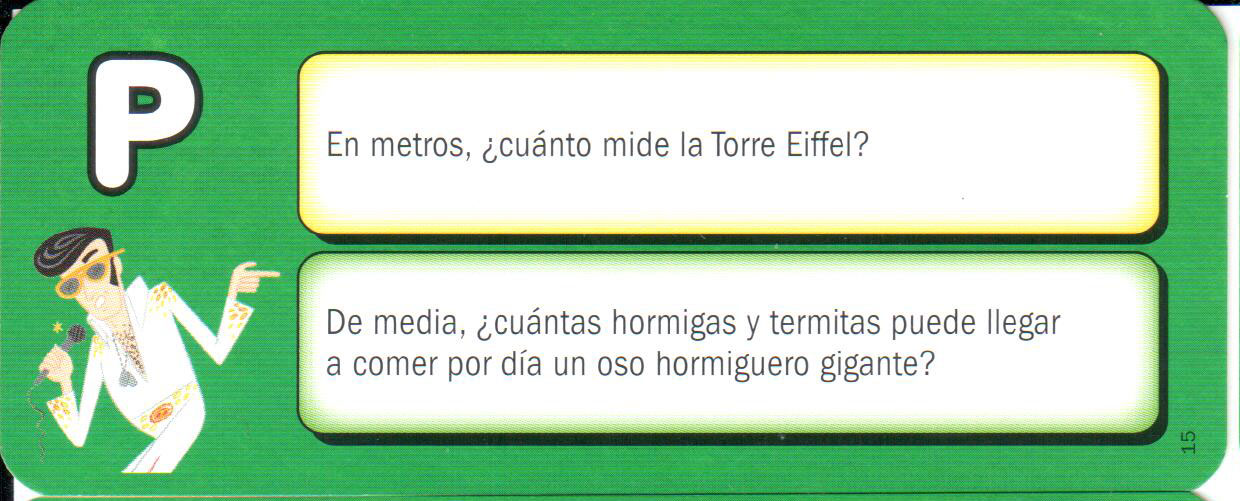 P
En metros, ¿cuánto mide la Torre Eiffel?
De media, ¿cuántas hormigas y termitas puede llegar
a comer por día un oso hormiguero gigante?
15